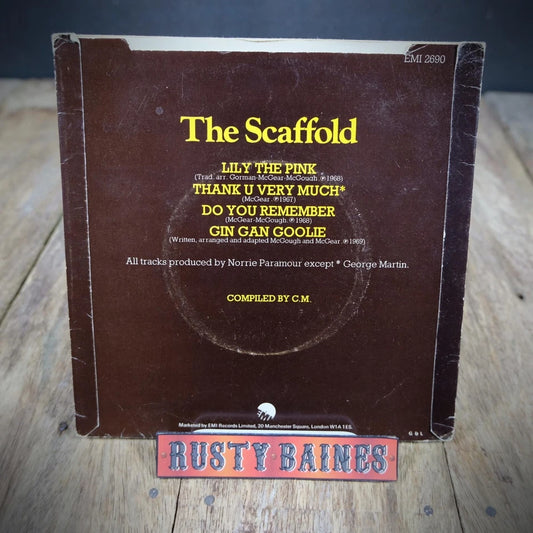 EMI 2690
The Scaffold
LILY THE PINK
(Trad. arr. Gorman-McGear-McGough ℗1968)
THANK U VERY MUCH*
(McGear ℗1967)
DO YOU REMEMBER
(McGear-McGough ℗1968)
GIN GAN GOOLIE
(Written, arranged and adapted McGough and McGear ℗1969)
All tracks produced by Norrie Paramour except * George Martin.
COMPILED BY C.M.
Marketed by EMI Records Limited, 20 Manchester Square, London W1A 1ES.
G & L
RUSTY BAINES